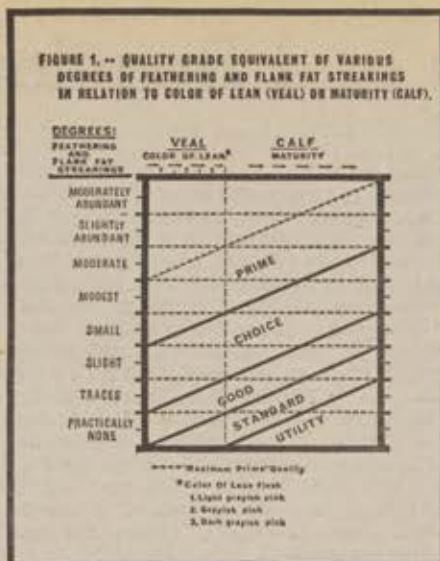 FIGURE 1. -- QUALITY GRADE EQUIVALENT OF VARIOUS
DEGREES OF FEATHERING AND FLANK FAT STREAKINGS
IN RELATION TO COLOR OF LEAN (VEAL) OR MATURITY (CALF).
DEGREES:
FEATHERING
AND
FLANK FAT
STREAKINGS
VEAL
COLOR OF LEAN*
CALF
MATURITY
MODERATELY
ABUNDANT
SLIGHTLY
ABUNDANT
MODERATE
MODEST
SMALL
SLIGHT
TRACES
PRACTICALLY
NONE
PRIME
CHOICE
GOOD
STANDARD
UTILITY
Maximum Prime Quality
*Color Of Lean Flesh
1. Light grayish pink
2. Grayish pink
3. Dark grayish pink